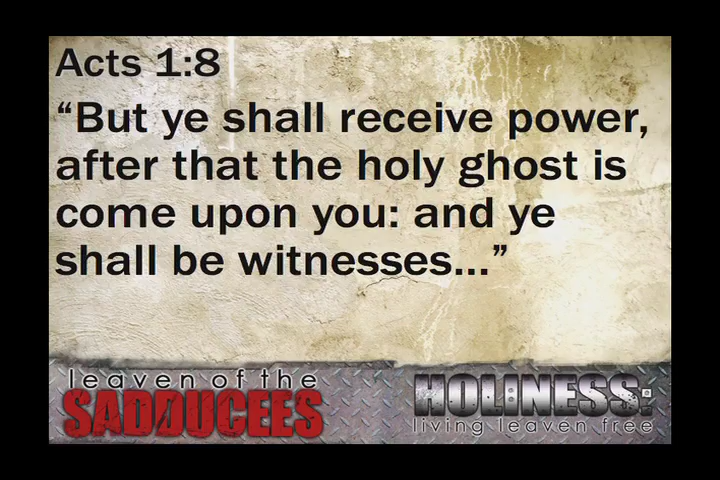 Acts 1:8
“But ye shall receive power,
after that the holy ghost is
come upon you: and ye
shall be witnesses...”
leaven of the
SADDUCEES
HOLINESS:
living leaven free